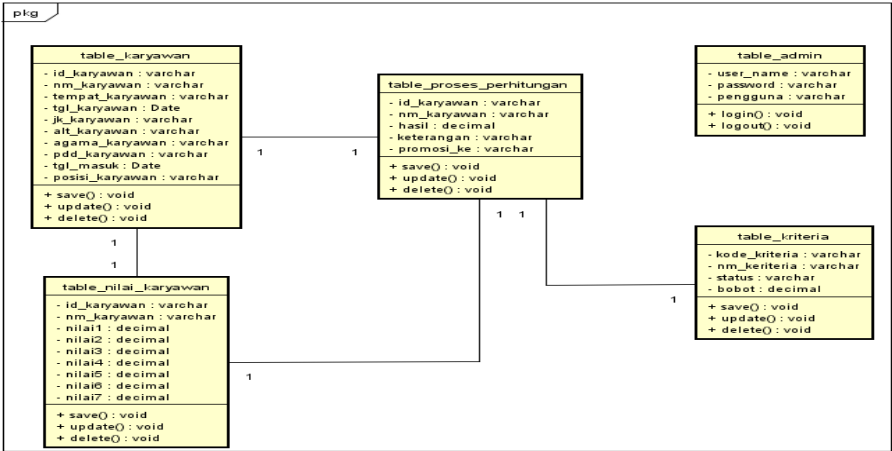 pkg
table_karyawan
- id_karyawan : varchar
- nm_karyawan : varchar
- tempat_karyawan : varchar
- tgl_karyawan : Date
- jk_karyawan : varchar
- alt_karyawan : varchar
- agama_karyawan : varchar
- pdd_karyawan : varchar
- tgl_masuk : Date
- posisi_karyawan : varchar
+ save() : void
+ update() : void
+ delete() : void
1
1
table_proses_perhitungan
- id_karyawan : varchar
- nm_karyawan : varchar
- hasil : decimal
- keterangan : varchar
- promosi_ke : varchar
+ save() : void
+ update() : void
+ delete() : void
table_admin
- user_name : varchar
- password : varchar
- pengguna : varchar
+ login() : void
+ logout() : void
1
1
1 1
1
1
table_nilai_karyawan
- id_karyawan : varchar
- nm_karyawan : varchar
- nilai1 : decimal
- nilai2 : decimal
- nilai3 : decimal
- nilai4 : decimal
- nilai5 : decimal
- nilai6 : decimal
- nilai7 : decimal
+ save() : void
+ update() : void
+ delete() : void
table_kriteria
- kode_kriteria : varchar
- nm_keriteria : varchar
- status : varchar
- bobot : decimal
+ save() : void
+ update() : void
+ delete() : void